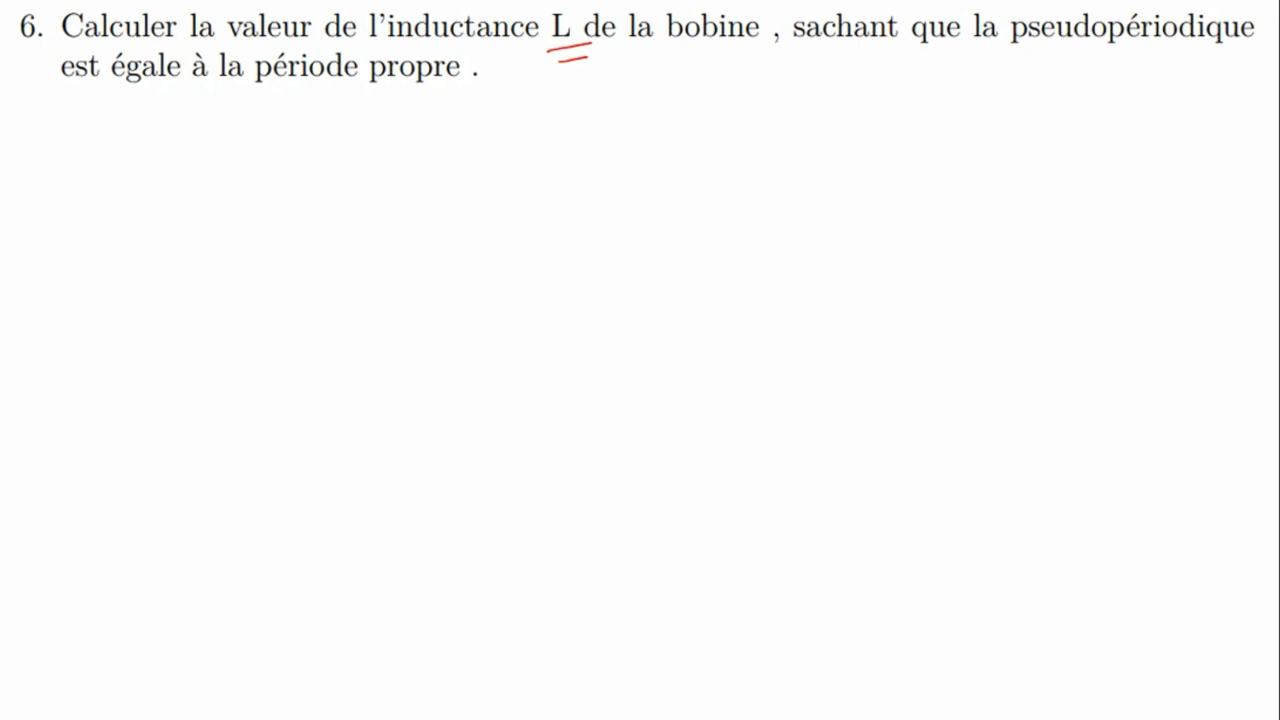 6. Calculer la valeur de l'inductance L de la bobine , sachant que la pseudopériodique
est égale à la période propre .